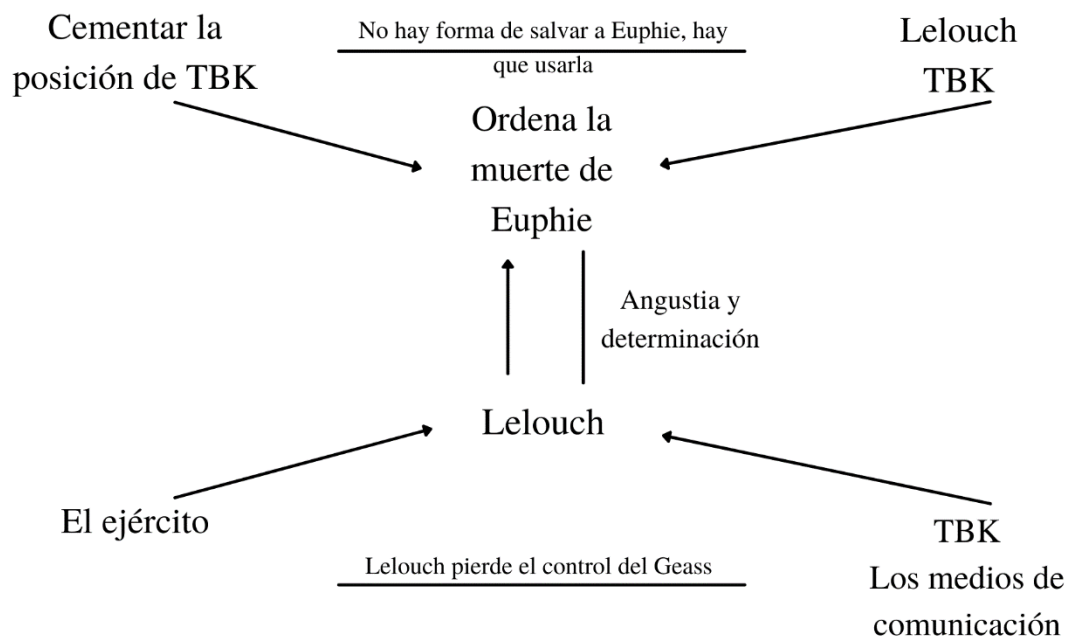 Cementar la
posición de TBK
No hay forma de salvar a Euphie, hay
que usarla
Lelouch
TBK
Ordena la
muerte de
Euphie
Angustia y
determinación
Lelouch
El ejército
Lelouch pierde el control del Geass
TBK
Los medios de
comunicación